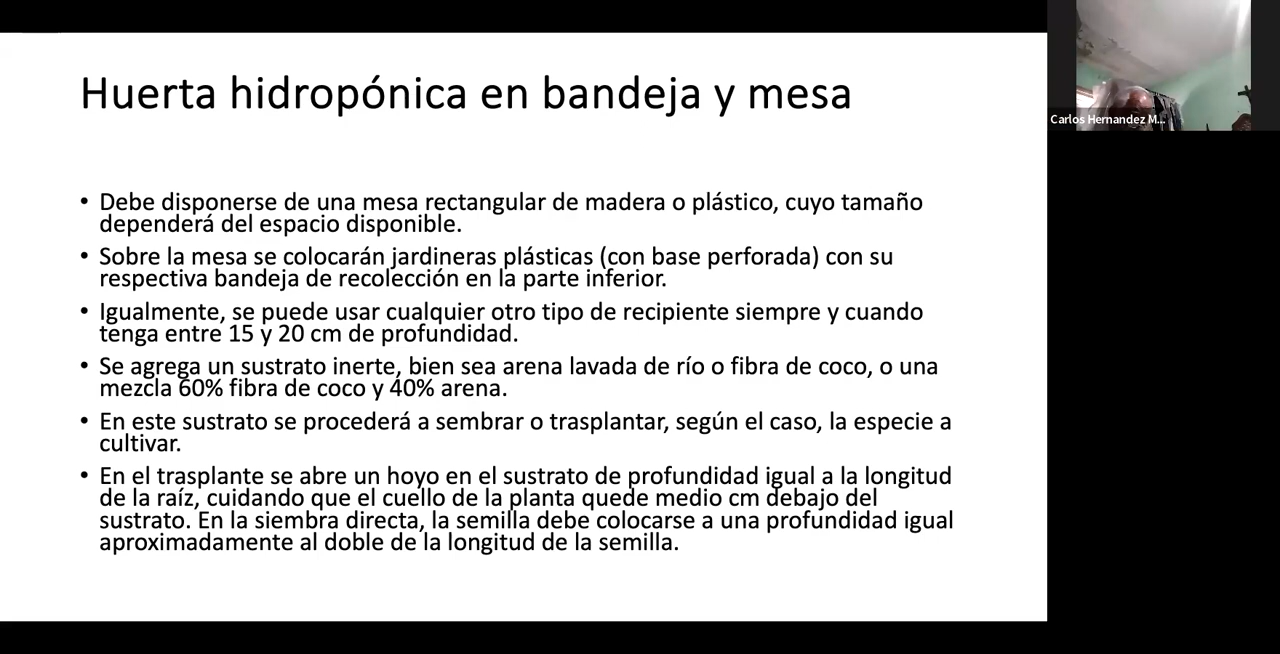 Huerta hidropónica en bandeja y mesa
• Debe disponerse de una mesa rectangular de madera o plástico, cuyo tamaño
dependerá del espacio disponible.
• Sobre la mesa se colocarán jardineras plásticas (con base perforada) con su
respectiva bandeja de recolección en la parte inferior.
• Igualmente, se puede usar cualquier otro tipo de recipiente siempre y cuando
tenga entre 15 y 20 cm de profundidad.
• Se agrega un sustrato inerte, bien sea arena lavada de río o fibra de coco, o una
mezcla 60% fibra de coco y 40% arena.
• En este sustrato se procederá a sembrar o trasplantar, según el caso, la especie a
cultivar.
• En el trasplante se abre un hoyo en el sustrato de profundidad igual a la longitud
de la raíz, cuidando que el cuello de la planta quede medio cm debajo del
sustrato. En la siembra directa, la semilla debe colocarse a una profundidad igual
aproximadamente al doble de la longitud de la semilla.
Carlos Hernandez M...